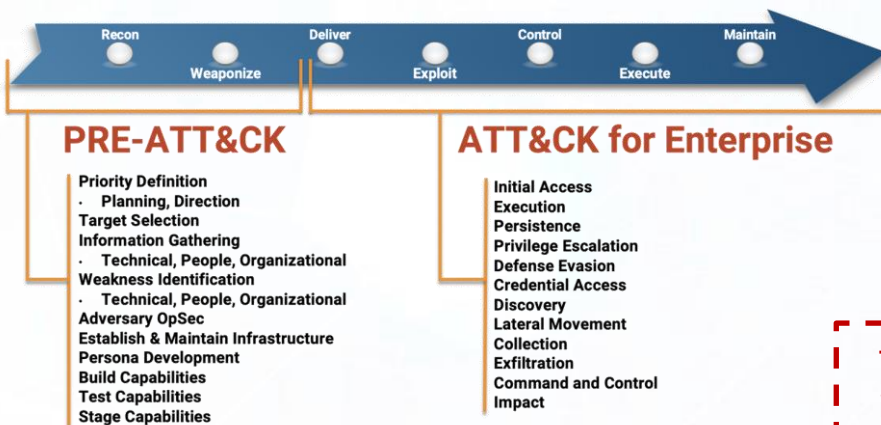 Recon
Weaponize
Deliver
Exploit
Control
Execute
Maintain
PRE-ATT&CK
Priority Definition
· Planning, Direction
Target Selection
Information Gathering
· Technical, People, Organizational
Weakness Identification
· Technical, People, Organizational
Adversary OpSec
Establish & Maintain Infrastructure
Persona Development
Build Capabilities
Test Capabilities
Stage Capabilities
ATT&CK for Enterprise
Initial Access
Execution
Persistence
Privilege Escalation
Defense Evasion
Credential Access
Discovery
Lateral Movement
Collection
Exfiltration
Command and Control
Impact